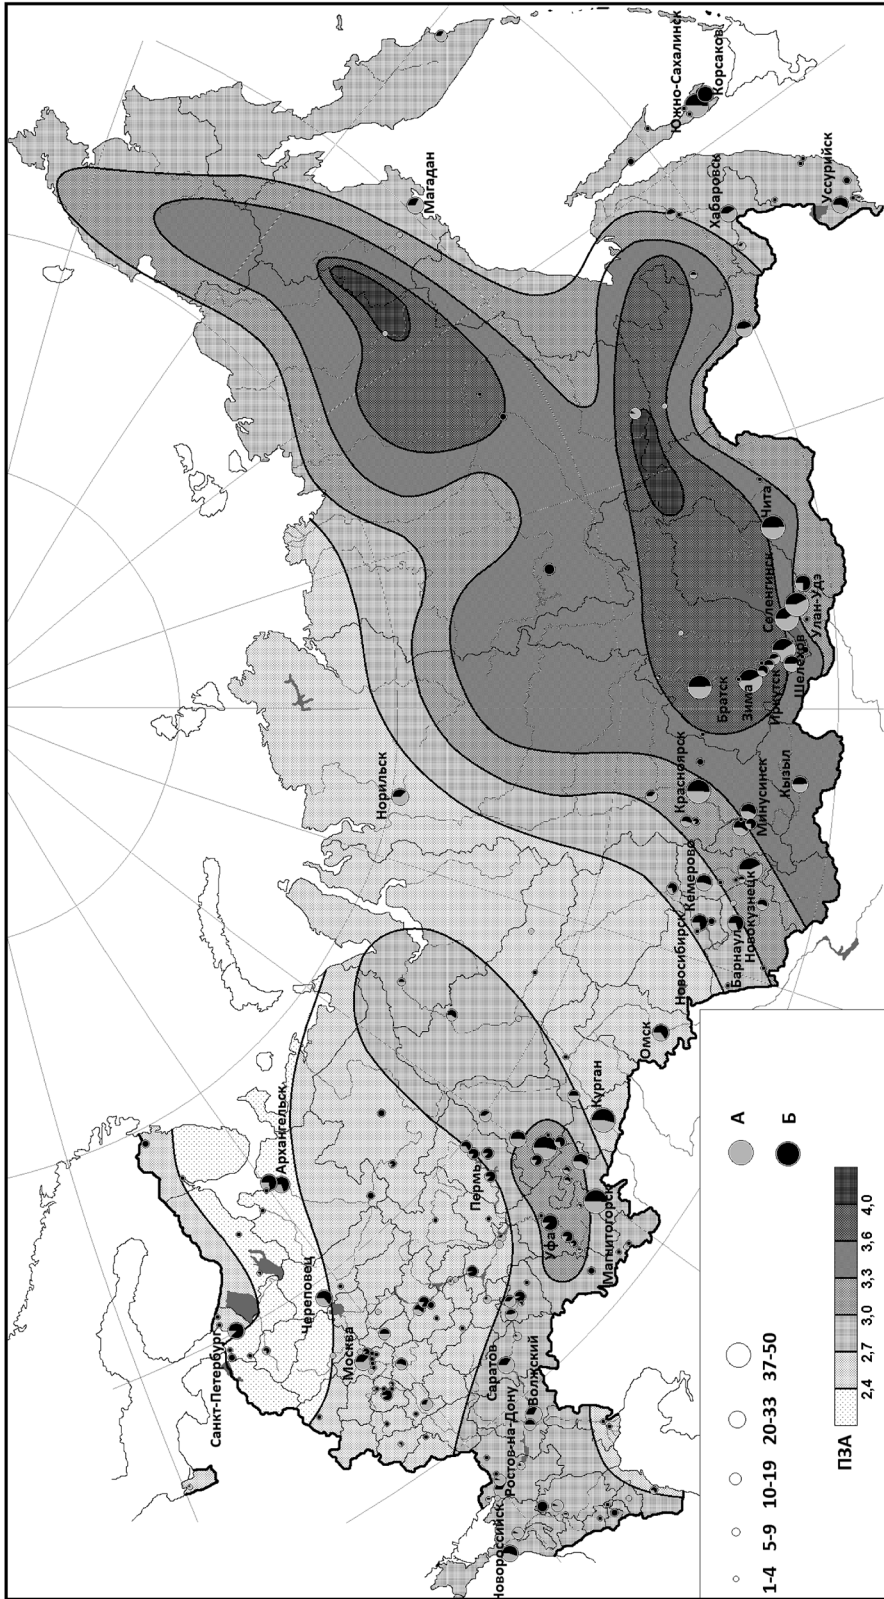 Новороссийск
Ростов-на-Дону
Волжский
Саратов
Санкт-Петербург
Москва
Череповец
Архангельск
Пермь
Уфа
Магнитогорск
Курган
Омск
Новосибирск
Барнаул
Новокузнецк
Кемерово
Норильск
Красноярск
Минусинск
Кызыл
Братск
Зима
Иркутск
Шелехов
Селенгинск
Улан-Удэ
Чита
Магадан
Хабаровск
Уссурийск
Южно-Сахалинск
Корсаков
1-4 5-9 10-19 20-33 37-50
А
Б
ПЗА
2,4 2,7 3,0 3,3 3,6 4,0